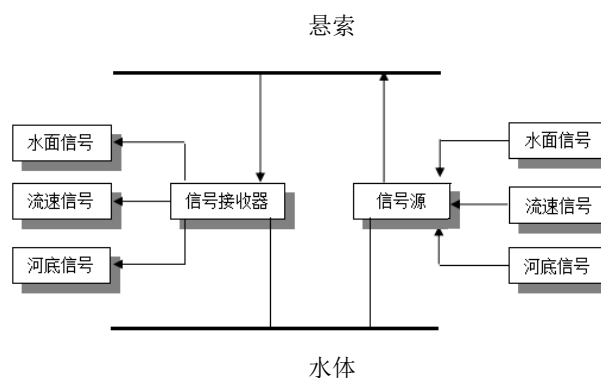 悬索
水面信号
水面信号
流速信号
信号接收器
信号源
流速信号
河底信号
河底信号
水体